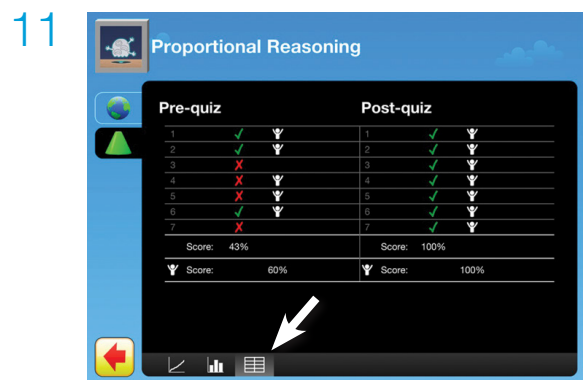 11
Proportional Reasoning
Pre-quiz Post-quiz
1 1
2 2
3 3
4 4
5 5
6 6
7 7
Score: 43% Score: 100%
Score: 60% Score: 100%